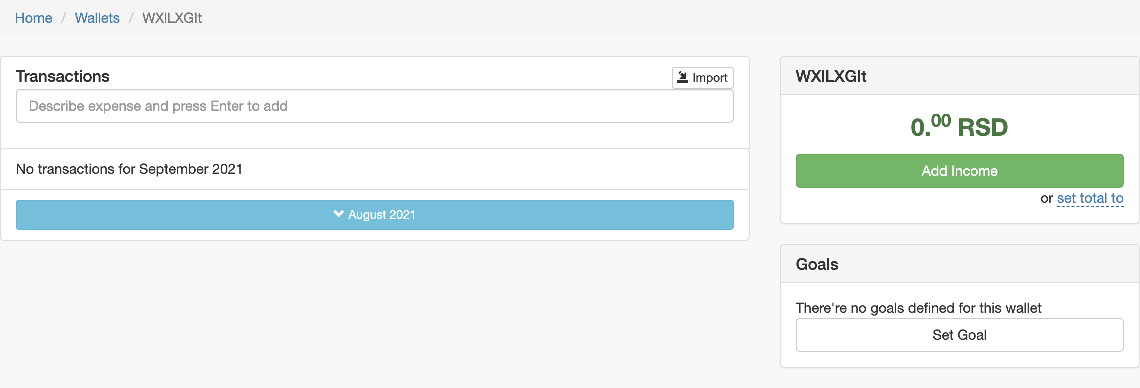 Home / Wallets / WXILXGIt
Transactions
Import
Describe expense and press Enter to add
No transactions for September 2021
August 2021
WXILXGIt
0.00 RSD
Add Income
or set total to
Goals
There're no goals defined for this wallet
Set Goal